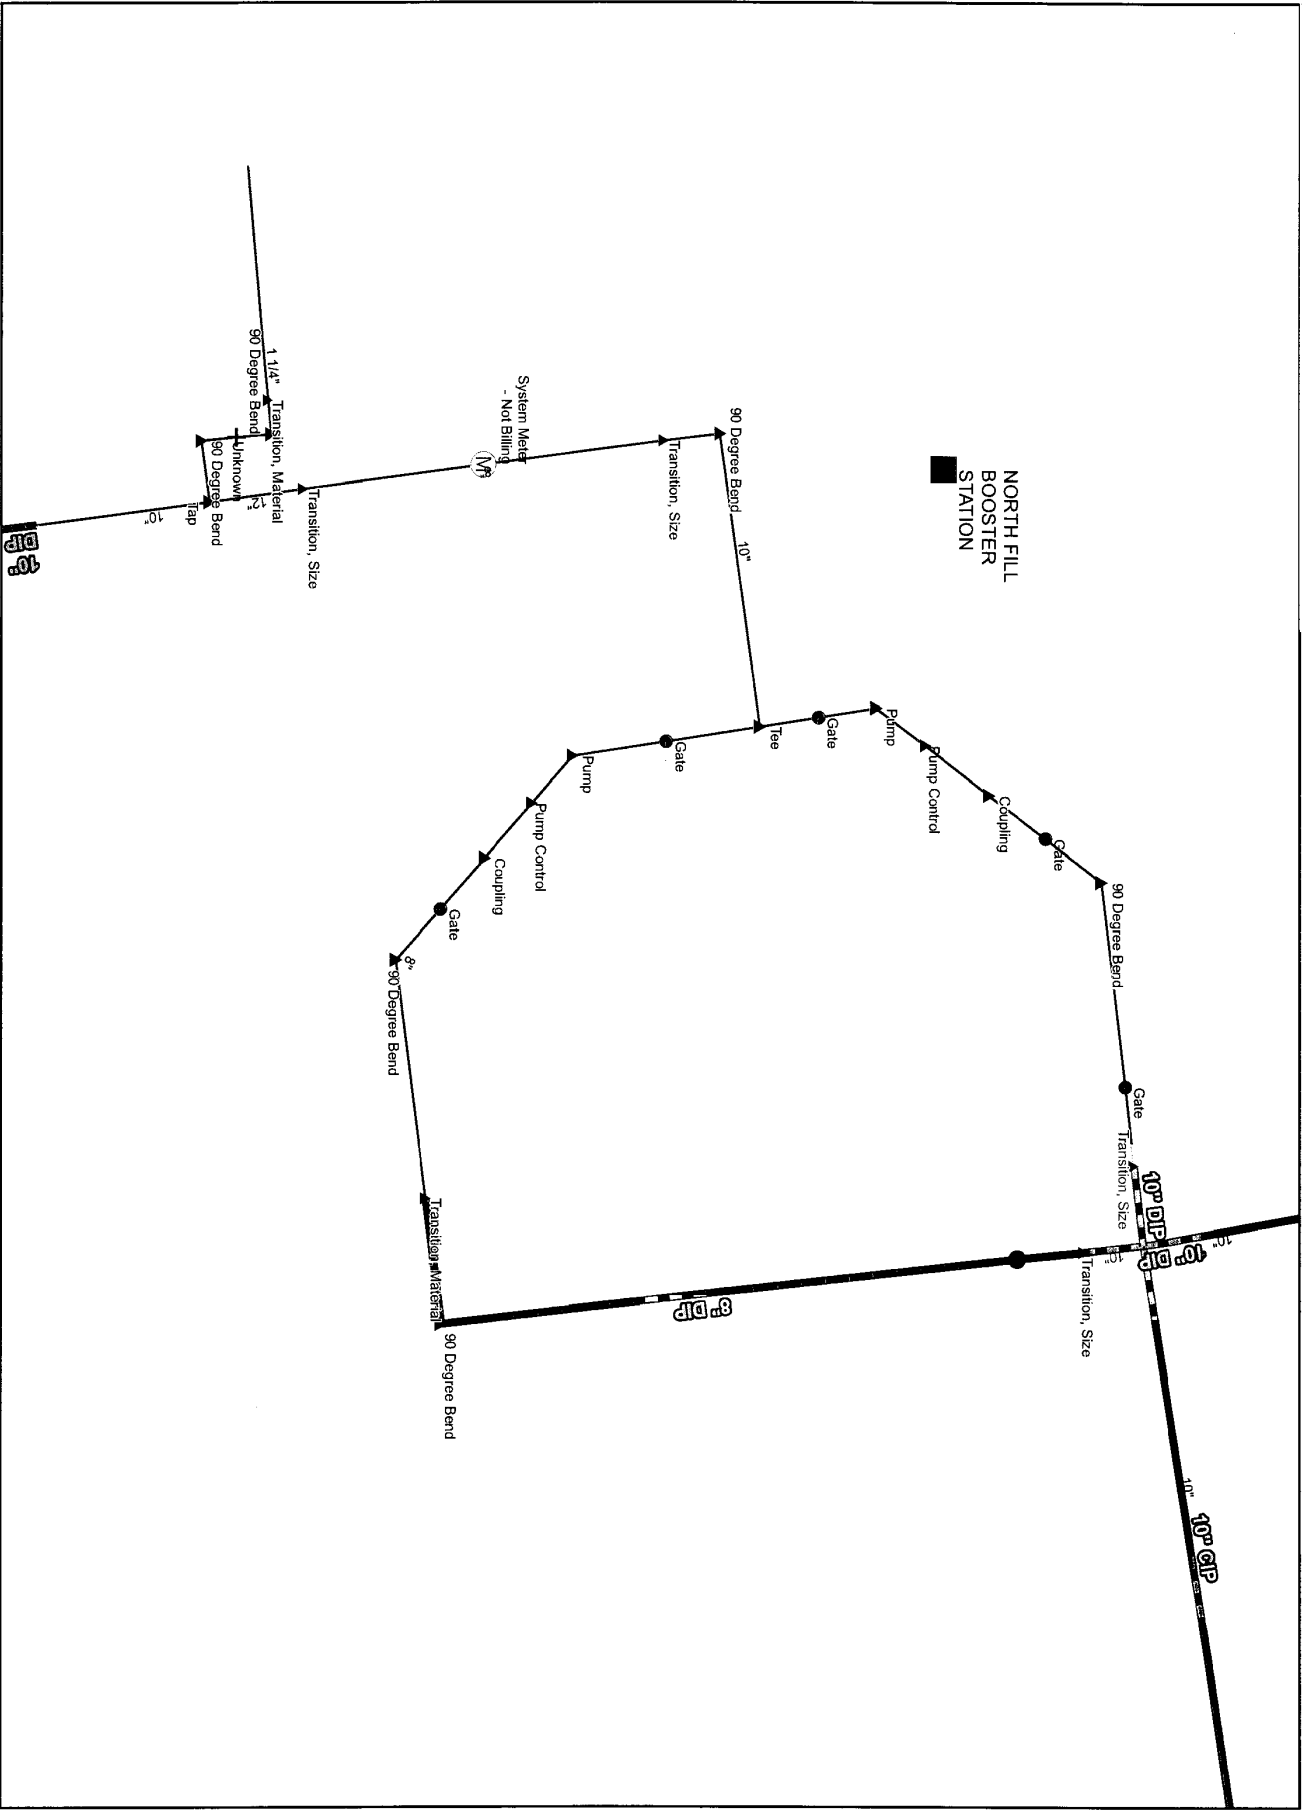 NORTH FILL
BOOSTER
STATION
90 Degree Bend
Transition, Size
10"
System Meter
- Not Billing
M
Transition, Size
12"
Transition, Material
1 1/4"
90 Degree Bend
Unknown
90 Degree Bend
Tap
10"
10"
DIP
Tee
Gate
Pump
Pump Control
Coupling
Gate
90 Degree Bend
Gate
Transition, Size
10" DIP
10" DIP
10"
10"
Transition, Size
8" DIP
10"
10" CIP
Gate
Pump
Pump Control
Coupling
Gate
8"
90 Degree Bend
Transition, Material
90 Degree Bend